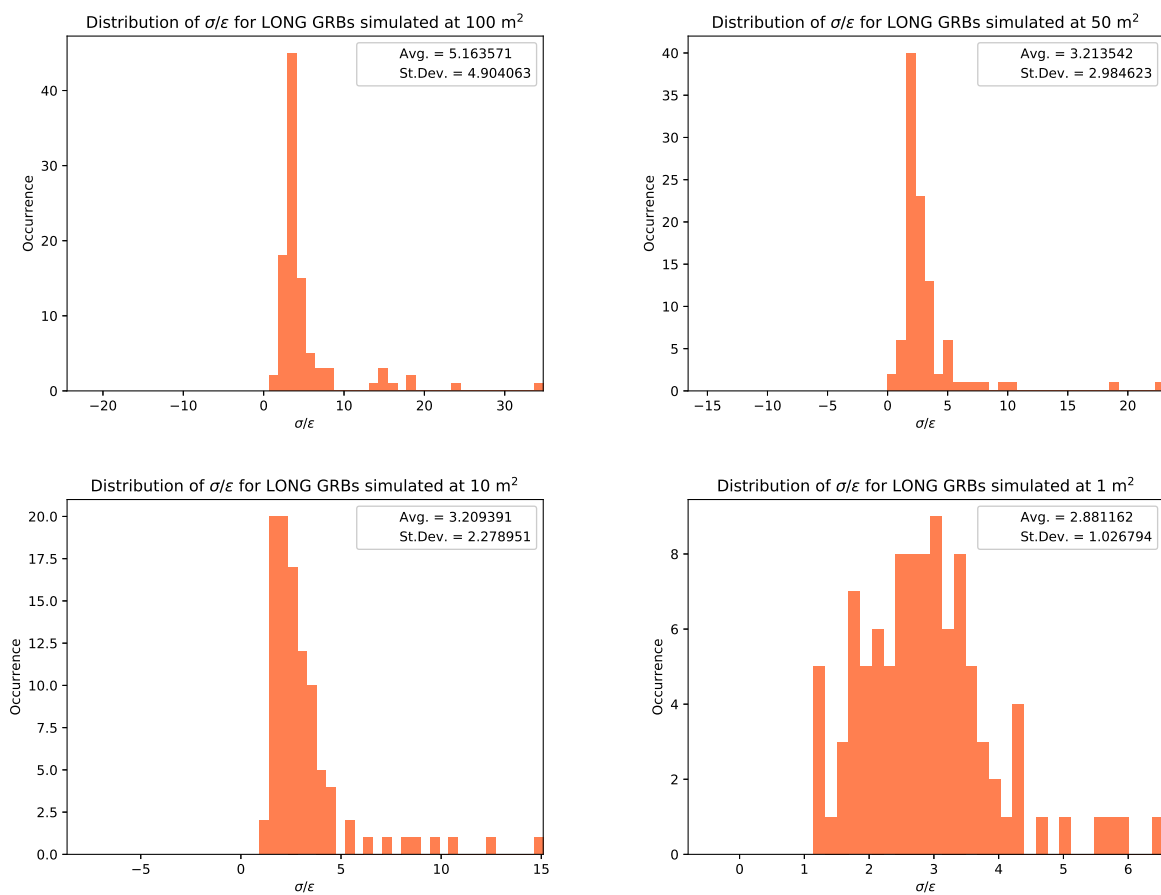 Distribution of σ/ε for LONG GRBs simulated at 100 m²
Avg. = 5.163571
St.Dev. = 4.904063
Occurrence
40
30
20
10
0
−20 −10 0 10 20 30
σ/ε
Distribution of σ/ε for LONG GRBs simulated at 50 m²
Avg. = 3.213542
St.Dev. = 2.984623
Occurrence
40
35
30
25
20
15
10
5
0
−15 −10 −5 0 5 10 15 20
σ/ε
Distribution of σ/ε for LONG GRBs simulated at 10 m²
Avg. = 3.209391
St.Dev. = 2.278951
Occurrence
20.0
17.5
15.0
12.5
10.0
7.5
5.0
2.5
0.0
−5 0 5 10 15
σ/ε
Distribution of σ/ε for LONG GRBs simulated at 1 m²
Avg. = 2.881162
St.Dev. = 1.026794
Occurrence
8
6
4
2
0
0 1 2 3 4 5 6
σ/ε